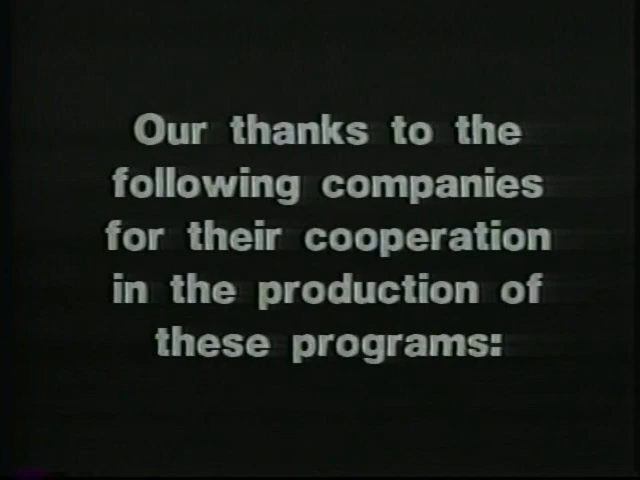 Our thanks to the
following companies
for their cooperation
in the production of
these programs: